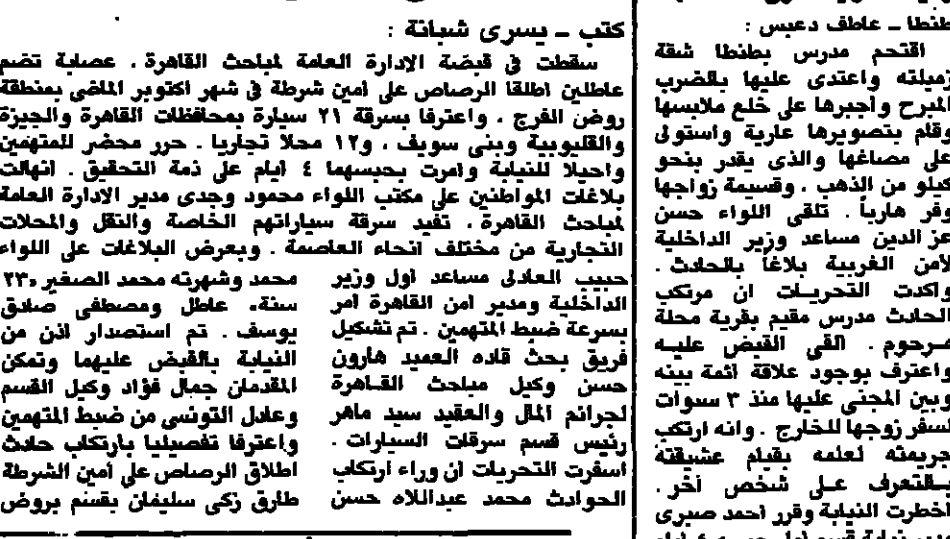 كتب ــ يسرى شبانة :
سقطت فى قبضة الإدارة العامة لمباحث القاهرة . عصابة تضم
عاطلين اطلقا الرصاص على امين شرطة فى شهر اكتوبر الماضى بمنطقة
روض الفرج . واعترفا بسرقة ٢١ سيارة بمحافظات القاهرة والجيزة
والقليوبية وبنى سويف ، و١٢ محلا تجاريا . حرر محضر للمتهمين
واحيلا للنيابة وامرت بحبسهما ٤ ايام على ذمة التحقيق . انهالت
بلاغات المواطنين على مكتب اللواء محمود وجدى مدير الادارة العامة
لمباحث القاهرة . تفيد سرقة سياراتهم الخاصة والنقل والمحلات
التجارية من مختلف انحاء العاصمة . وبعرض البلاغات على اللواء
حبيب العادلى مساعد اول وزير
الداخلية ومدير امن القاهرة امر
بسرعة ضبط المتهمين . تم تشكيل
فريق بحث قاده العميد هارون
حسن وكيل مباحث القاهرة
لجرائم المال والعقيد سيد ماهر
رئيس قسم سرقات السيارات .
اسفرت التحريات ان وراء ارتكاب
الحوادث محمد عبداللاه حسن
محمد وشهرته محمد الصغير «٢٣
سنة» عاطل ومصطفى صادق
يوسف . تم استصدار اذن من
النيابة بالقبض عليهما وتمكن
المقدمان جمال فؤاد وكيل القسم
وعادل التونسى من ضبط المتهمين
واعترفا تفصيليا بارتكاب حادث
اطلاق الرصاص على امين الشرطة
طارق زكى سليمان بقسم بروض
طنطا ــ عاطف دعبس :
اقتحم مدرس بطنطا شقة
زميلته واعتدى عليها بالضرب
المبرح وأجبرها على خلع ملابسها
وقام بتصويرها عارية واستولى
على مصاغها والذى يقدر بنحو
كيلو من الذهب ، وقسيمة زواجها
وفر هارباً . تلقى اللواء حسن
عز الدين مساعد وزير الداخلية
لأمن الغربية بلاغاً بالحادث .
واكدت التحريات ان مرتكب
الحادث مدرس مقيم بقرية محلة
مرحوم . القى القبض عليه
واعترف بوجود علاقة اثمة بينه
وبين المجنى عليها منذ ٣ سنوات
لسفر زوجها للخارج . وانه ارتكب
جريمته لعلمه بقيام عشيقته
بالتعرف على شخص آخر .
اخطرت النيابة وقرر احمد صبرى